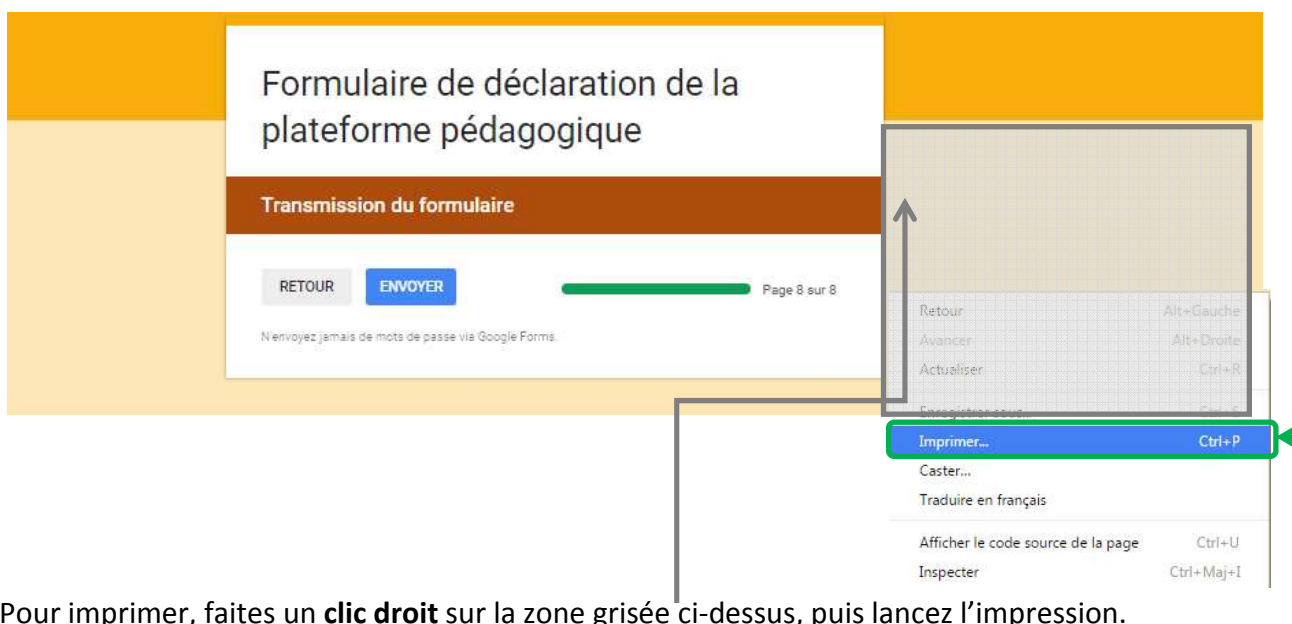 Formulaire de déclaration de la
plateforme pédagogique
Transmission du formulaire
RETOUR ENVOYER Page 8 sur 8
N'envoyez jamais de mots de passe via Google Forms.
Retour Alt+Gauche
Avancer Alt+Droite
Actualiser Ctrl+R
Enregistrer sous... Ctrl+S
Imprimer... Ctrl+P
Caster...
Traduire en français
Afficher le code source de la page Ctrl+U
Inspecter Ctrl+Maj+I
Pour imprimer, faites un clic droit sur la zone grisée ci-dessus, puis lancez l'impression.